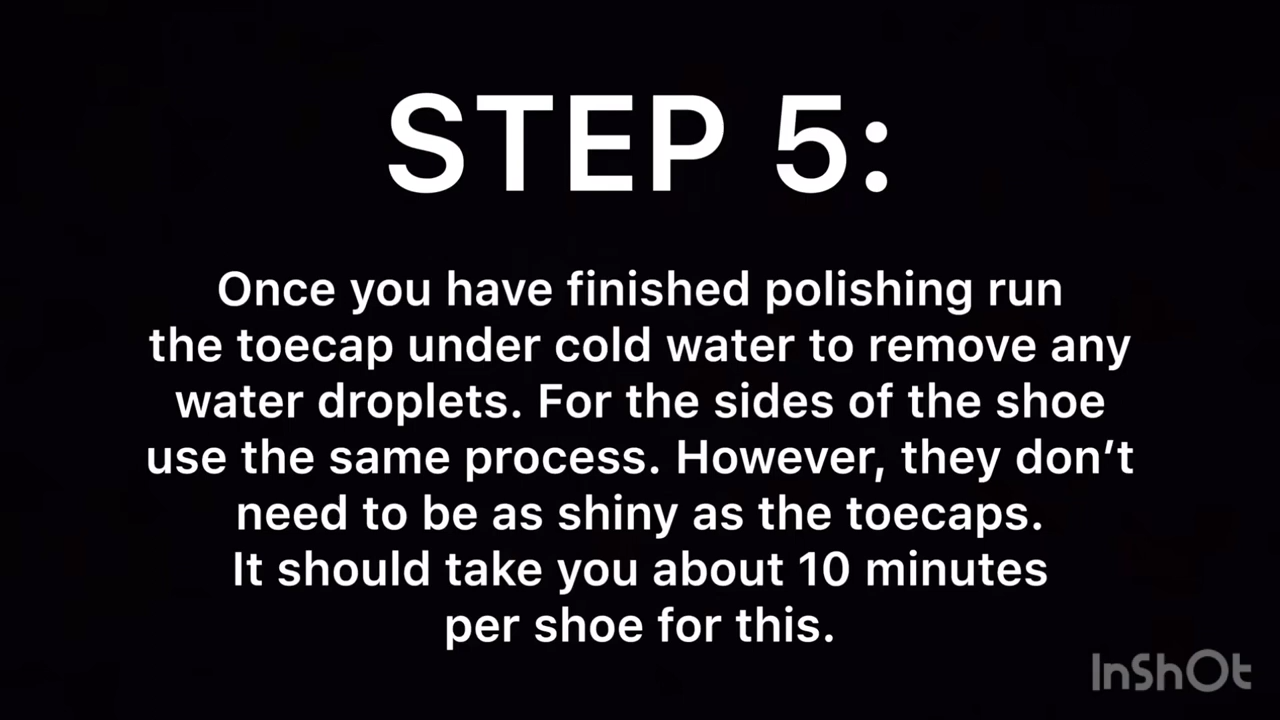 STEP 5:
Once you have finished polishing run
the toecap under cold water to remove any
water droplets. For the sides of the shoe
use the same process. However, they don’t
need to be as shiny as the toecaps.
It should take you about 10 minutes
per shoe for this.
InShOt